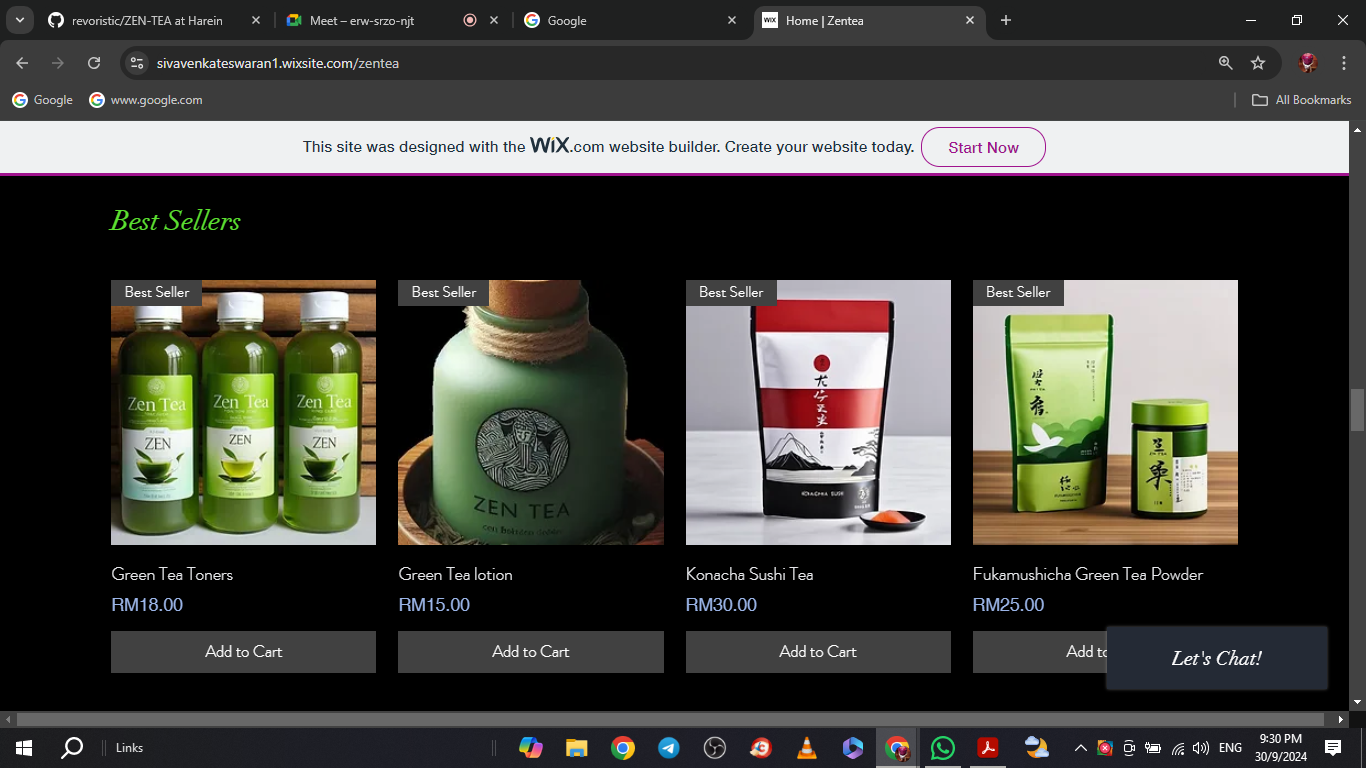 revoristic/ZEN-TEA at Harein
Meet – erw-srzo-njt
Google
WiX
Home | Zentea
sivavenkateswaran1.wixsite.com/zentea
Google
www.google.com
All Bookmarks
This site was designed with the WiX.com website builder. Create your website today.
Start Now
Best Sellers
Best Seller
Best Seller
Best Seller
Best Seller
Zen Tea
Zen Tea
Zen Tea
ZEN
ZEN
ZEN
ZEN TEA
KONACHA SUSHI
Green Tea Toners
Green Tea lotion
Konacha Sushi Tea
Fukamushicha Green Tea Powder
RM18.00
RM15.00
RM30.00
RM25.00
Add to Cart
Add to Cart
Add to Cart
Add to
Let's Chat!
Links
ENG
9:30 PM
30/9/2024